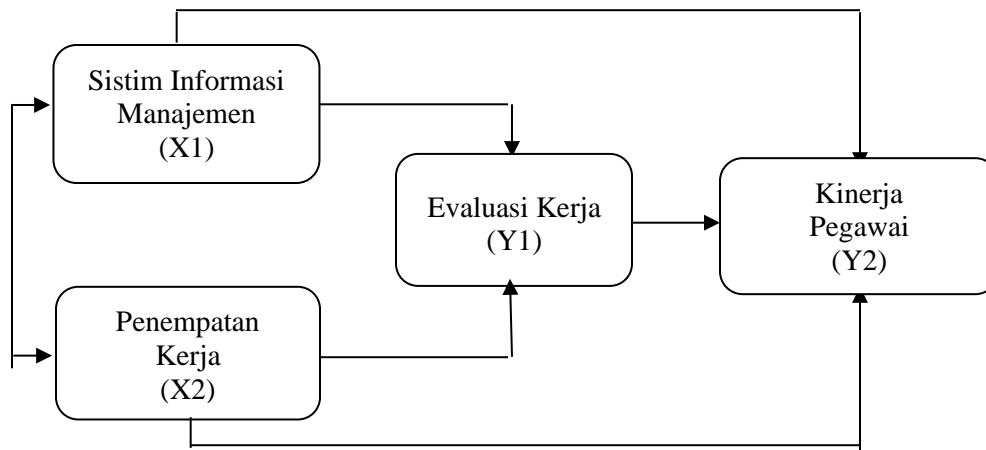 Sistim Informasi
Manajemen
(X1)
Evaluasi Kerja
(Y1)
Kinerja
Pegawai
(Y2)
Penempatan
Kerja
(X2)